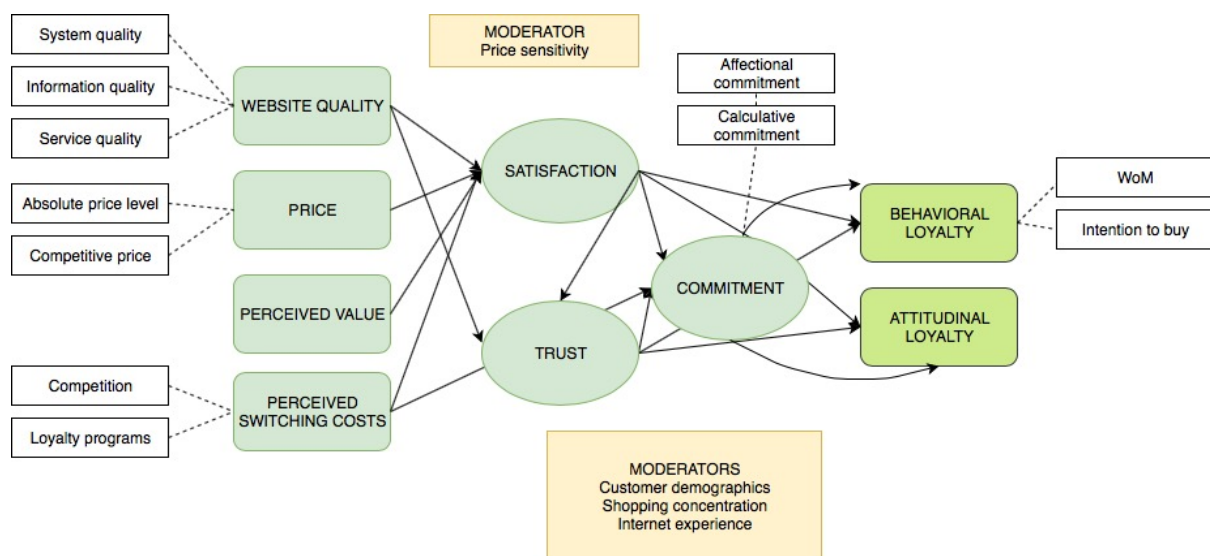 System quality
Information quality
Service quality
Absolute price level
Competitive price
Competition
Loyalty programs
WEBSITE QUALITY
PRICE
PERCEIVED VALUE
PERCEIVED
SWITCHING COSTS
MODERATOR
Price sensitivity
SATISFACTION
TRUST
Affectional
commitment
Calculative
commitment
COMMITMENT
BEHAVIORAL
LOYALTY
ATTITUDINAL
LOYALTY
WoM
Intention to buy
MODERATORS
Customer demographics
Shopping concentration
Internet experience